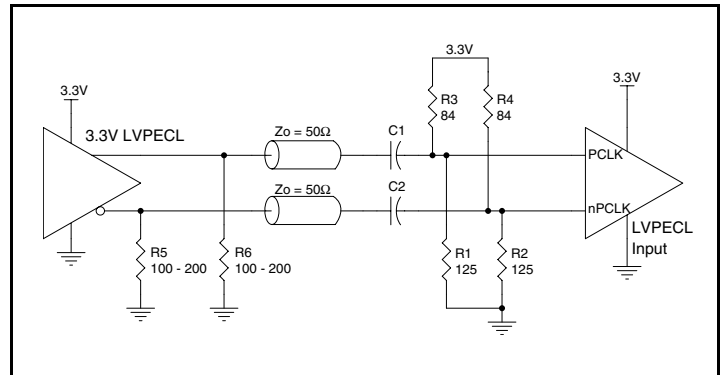 3.3V
3.3V LVPECL
R5
100 - 200
R6
100 - 200
Zo = 50Ω
Zo = 50Ω
C1
C2
3.3V
R3
84
R4
84
R1
125
R2
125
3.3V
PCLK
nPCLK
LVPECL
Input